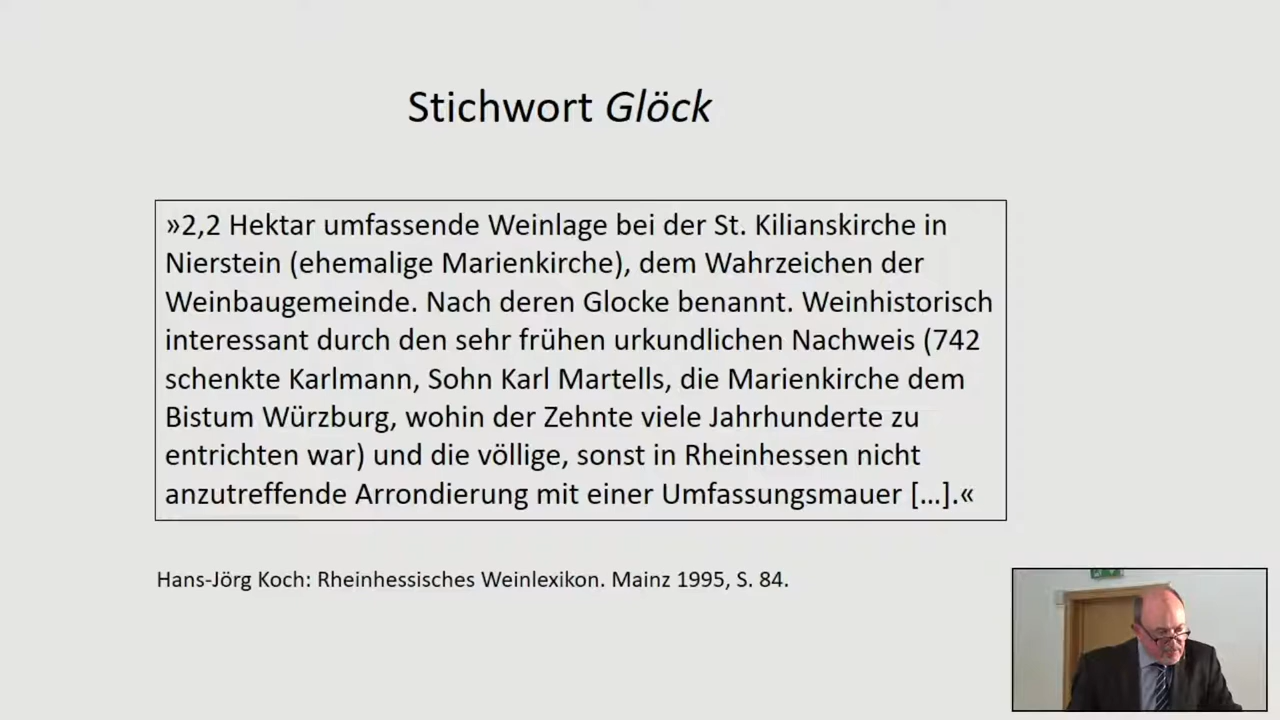 Stichwort Glöck
»2,2 Hektar umfassende Weinlage bei der St. Kilianskirche in
Nierstein (ehemalige Marienkirche), dem Wahrzeichen der
Weinbaugemeinde. Nach deren Glocke benannt. Weinhistorisch
interessant durch den sehr frühen urkundlichen Nachweis (742
schenkte Karlmann, Sohn Karl Martells, die Marienkirche dem
Bistum Würzburg, wohin der Zehnte viele Jahrhunderte zu
entrichten war) und die völlige, sonst in Rheinhessen nicht
anzutreffende Arrondierung mit einer Umfassungsmauer [...].«
Hans-Jörg Koch: Rheinhessisches Weinlexikon. Mainz 1995, S. 84.